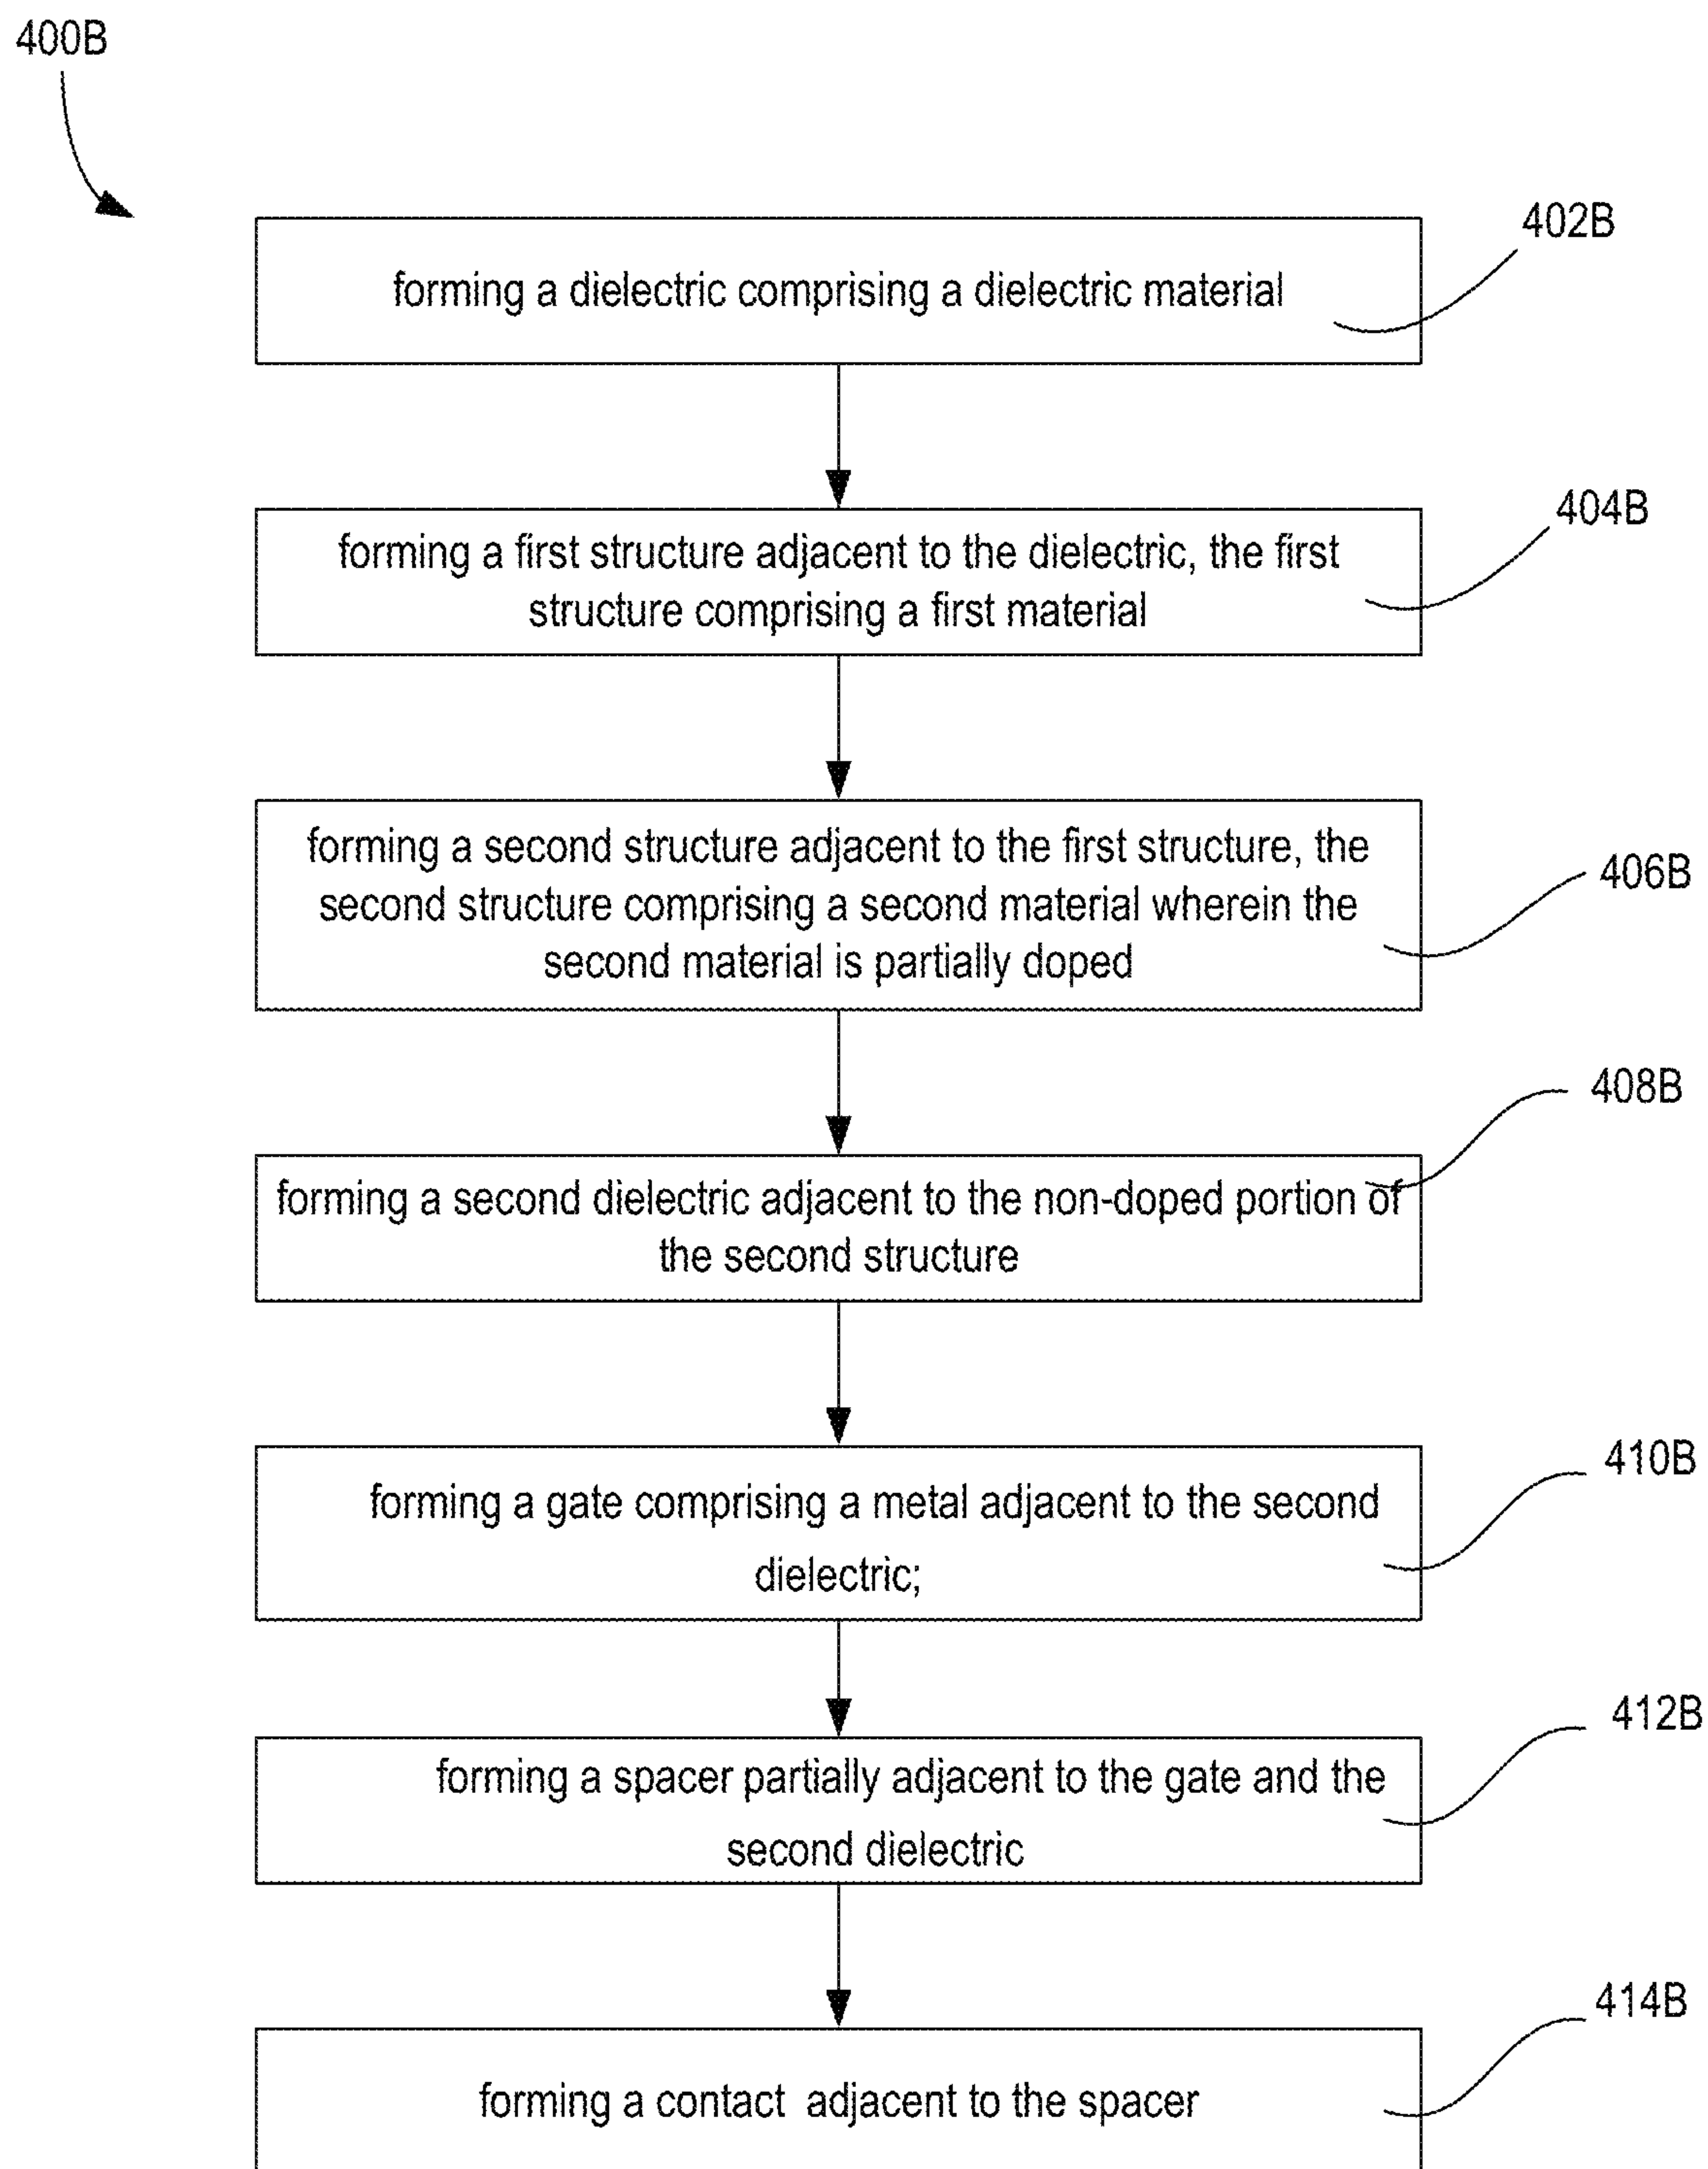 400B
402B
forming a dielectric comprising a dielectric material
404B
forming a first structure adjacent to the dielectric, the first
structure comprising a first material
forming a second structure adjacent to the first structure, the
second structure comprising a second material wherein the
second material is partially doped
406B
408B
forming a second dielectric adjacent to the non-doped portion of
the second structure
410B
forming a gate comprising a metal adjacent to the second
dielectric;
412B
forming a spacer partially adjacent to the gate and the
second dielectric
414B
forming a contact adjacent to the spacer